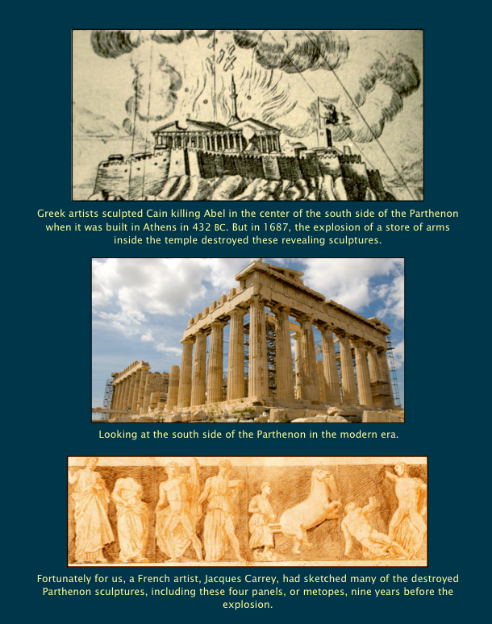 Greek artists sculpted Cain killing Abel in the center of the south side of the Parthenon
when it was built in Athens in 432 BC. But in 1687, the explosion of a store of arms
inside the temple destroyed these revealing sculptures.
Looking at the south side of the Parthenon in the modern era.
Fortunately for us, a French artist, Jacques Carrey, had sketched many of the destroyed
Parthenon sculptures, including these four panels, or metopes, nine years before the
explosion.